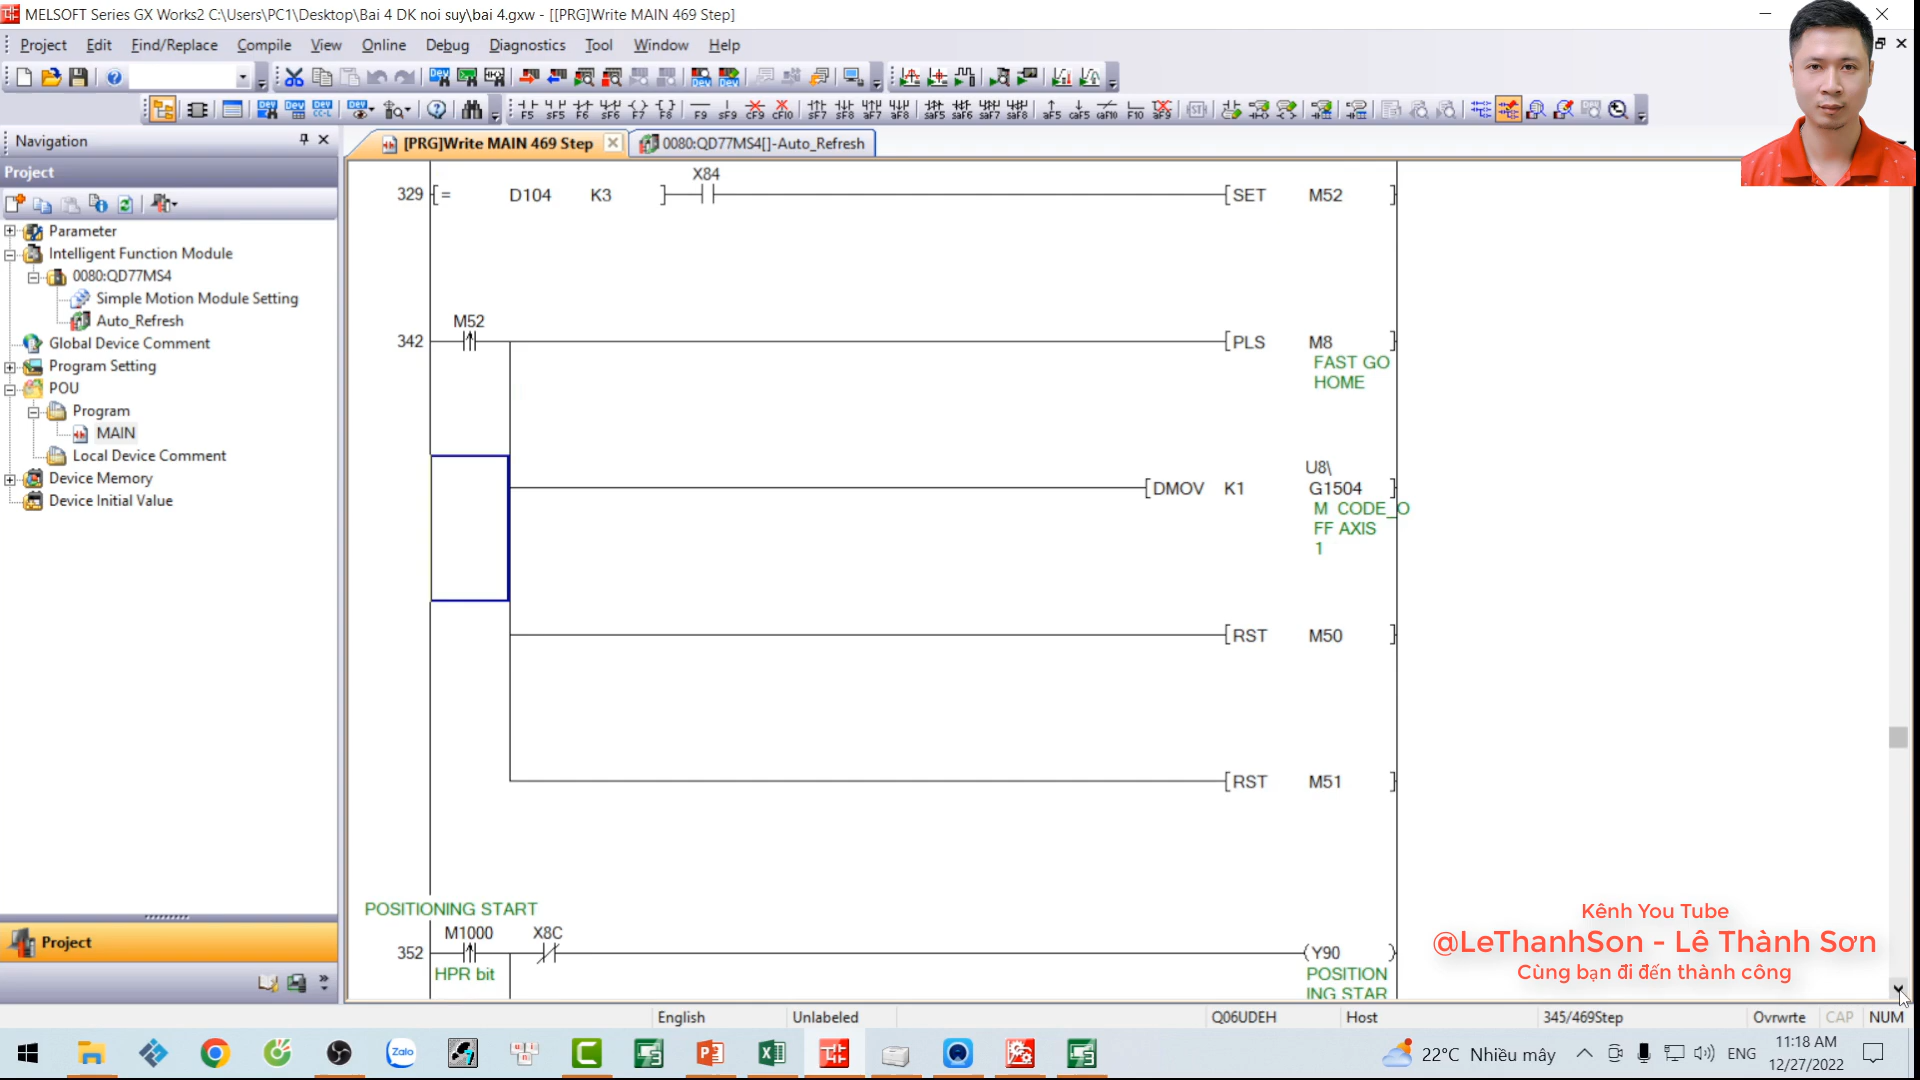 MELSOFT Series GX Works2 C:\Users\PC1\Desktop\Bai 4 DK noi suy\bai 4.gxw - [[PRG]Write MAIN 469 Step]
Project Edit Find/Replace Compile View Online Debug Diagnostics Tool Window Help
Navigation
[PRG]Write MAIN 469 Step
0080:QD77MS4[]-Auto_Refresh
Project
Parameter
Intelligent Function Module
0080:QD77MS4
Simple Motion Module Setting
Auto_Refresh
Global Device Comment
Program Setting
POU
Program
MAIN
Local Device Comment
Device Memory
Device Initial Value
Project
X84
329 [= D104 K3 ] [SET M52 ]
M52
342 [PLS M8 ]
FAST GO
HOME
U8\
[DMOV K1 G1504 ]
M CODE_O
FF AXIS
1
[RST M50 ]
[RST M51 ]
POSITIONING START
M1000 X8C
352 (Y90 )
HPR bit
POSITION
ING STAR
Kênh You Tube
@LeThanhSon - Lê Thành Sơn
Cùng bạn đi đến thành công
English Unlabeled Q06UDEH Host 345/469Step Ovrwrte CAP NUM
Zalo
22°C Nhiều mây
ENG
11:18 AM
12/27/2022